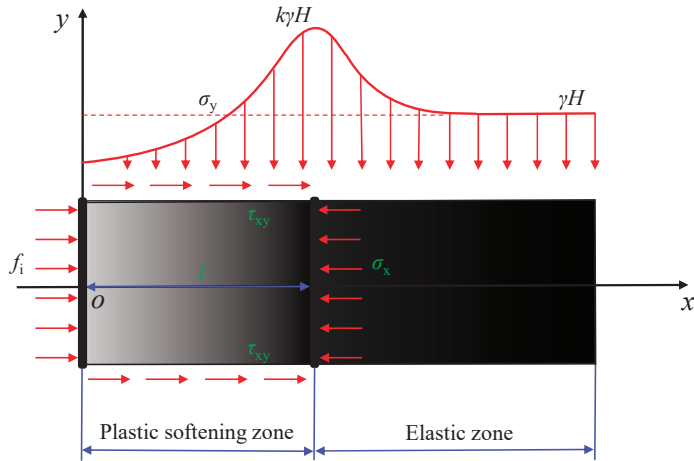 y
kγH
σy
γH
τxy
fi
l
σx
o
x
τxy
Plastic softening zone
Elastic zone